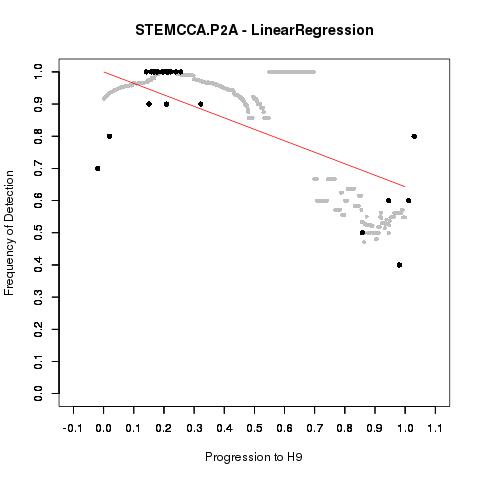 STEMCCA.P2A - LinearRegression
Frequency of Detection
1.0
0.9
0.8
0.7
0.6
0.5
0.4
0.3
0.2
0.1
0.0
-0.1 0.0 0.1 0.2 0.3 0.4 0.5 0.6 0.7 0.8 0.9 1.0 1.1
Progression to H9